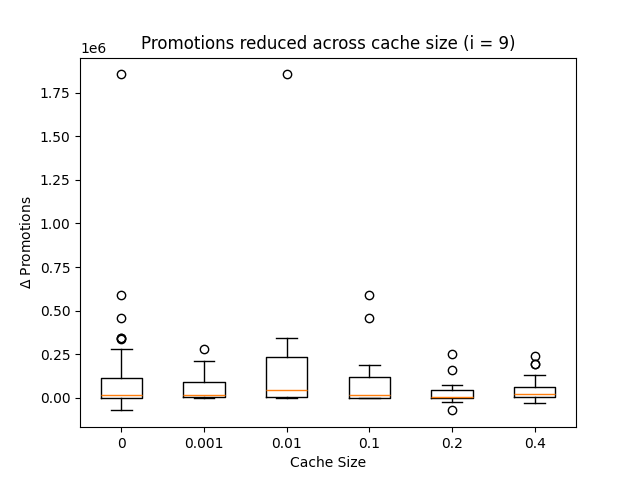 Promotions reduced across cache size (i = 9)
1e6
1.75
1.50
1.25
1.00
0.75
0.50
0.25
0.00
Δ Promotions
0 0.001 0.01 0.1 0.2 0.4
Cache Size